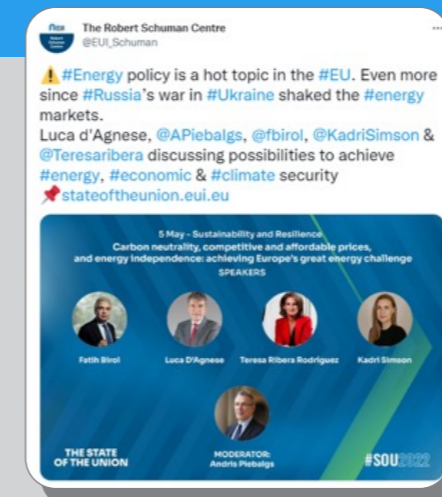 The Robert Schuman Centre
@EUI_Schuman
...
#Energy policy is a hot topic in the #EU. Even more
since #Russia's war in #Ukraine shaked the #energy
markets.
Luca d'Agnese, @APiebalgs, @fbirol, @KadriSimson &
@Teresaribera discussing possibilities to achieve
#energy, #economic & #climate security
📌stateoftheunion.eui.eu
5 May - Sustainability and Resilience
Carbon neutrality, competitive and affordable prices,
and energy independence: achieving Europe's great energy challenge
SPEAKERS
Fatih Birol
Luca D'Agnese
Teresa Ribera Rodríguez
Kadri Simson
MODERATOR:
Andris Piebalgs
THE STATE
OF THE UNION
#SOU2022